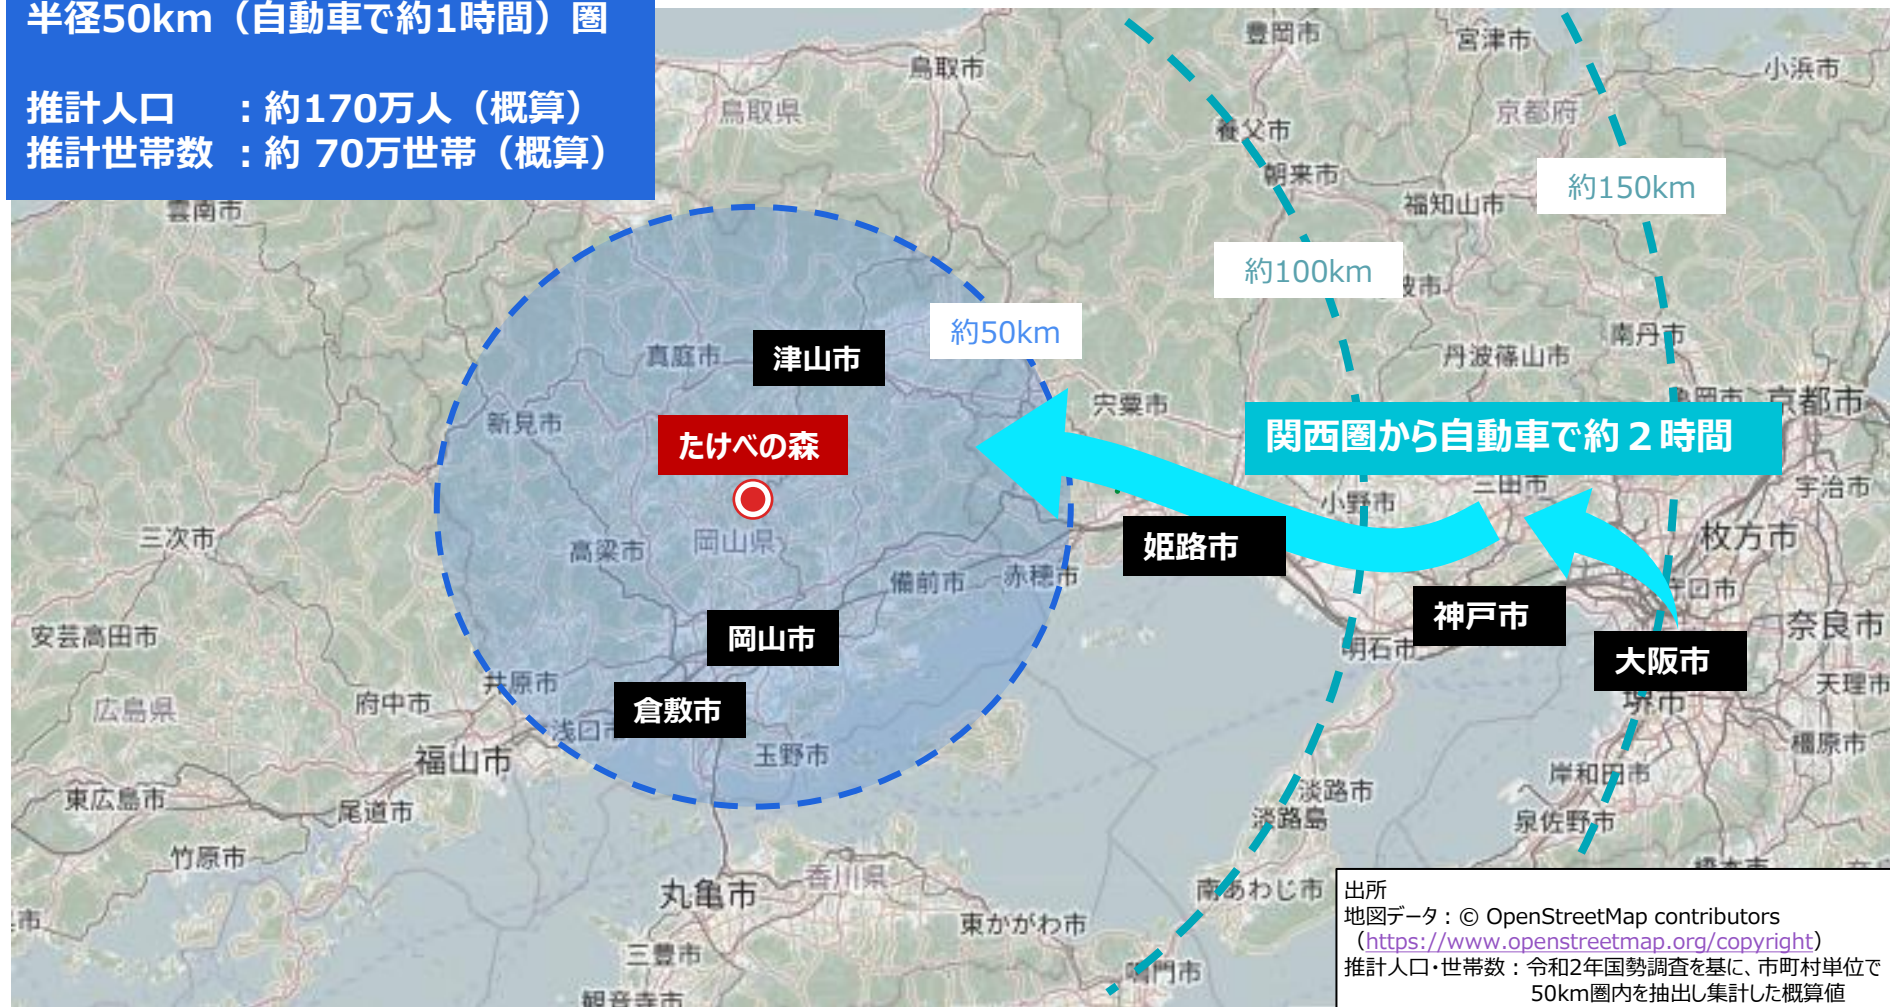 半径50km（自動車で約1時間）圏
推計人口　：約170万人（概算）
推計世帯数 ：約 70万世帯（概算）
鳥取市
豊岡市
宮津市
小浜市
鳥取県
養父市
京都府
朝来市
約150km
雲南市
福知山市
約100km
約50km
南丹市
真庭市
津山市
丹波篠山市
宍粟市
京都市
新見市
たけべの森
関西圏から自動車で約２時間
三田市
小野市
宇治市
三次市
高梁市
岡山県
姫路市
枚方市
備前市
赤穂市
守口市
神戸市
安芸高田市
岡山市
明石市
大阪市
奈良市
井原市
天理市
広島県
府中市
倉敷市
堺市
浅口市
福山市
玉野市
橿原市
岸和田市
東広島市
尾道市
淡路市
淡路島
泉佐野市
竹原市
丸亀市
香川県
南あわじ市
東かがわ市
三豊市
鳴門市
観音寺市
出所
地図データ：© OpenStreetMap contributors
（https://www.openstreetmap.org/copyright）
推計人口・世帯数：令和2年国勢調査を基に、市町村単位で
50km圏内を抽出し集計した概算値